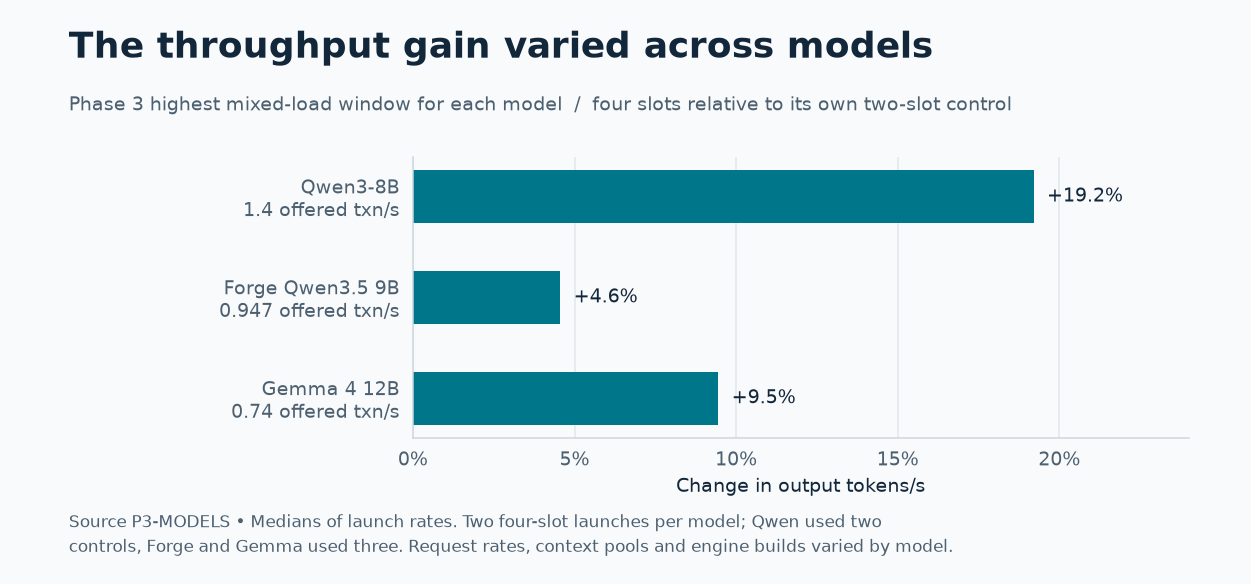 The throughput gain varied across models
Phase 3 highest mixed-load window for each model / four slots relative to its own two-slot control
Qwen3-8B
1.4 offered txn/s
+19.2%
Forge Qwen3.5 9B
0.947 offered txn/s
+4.6%
Gemma 4 12B
0.74 offered txn/s
+9.5%
0% 5% 10% 15% 20%
Change in output tokens/s
Source P3-MODELS • Medians of launch rates. Two four-slot launches per model; Qwen used two
controls, Forge and Gemma used three. Request rates, context pools and engine builds varied by model.